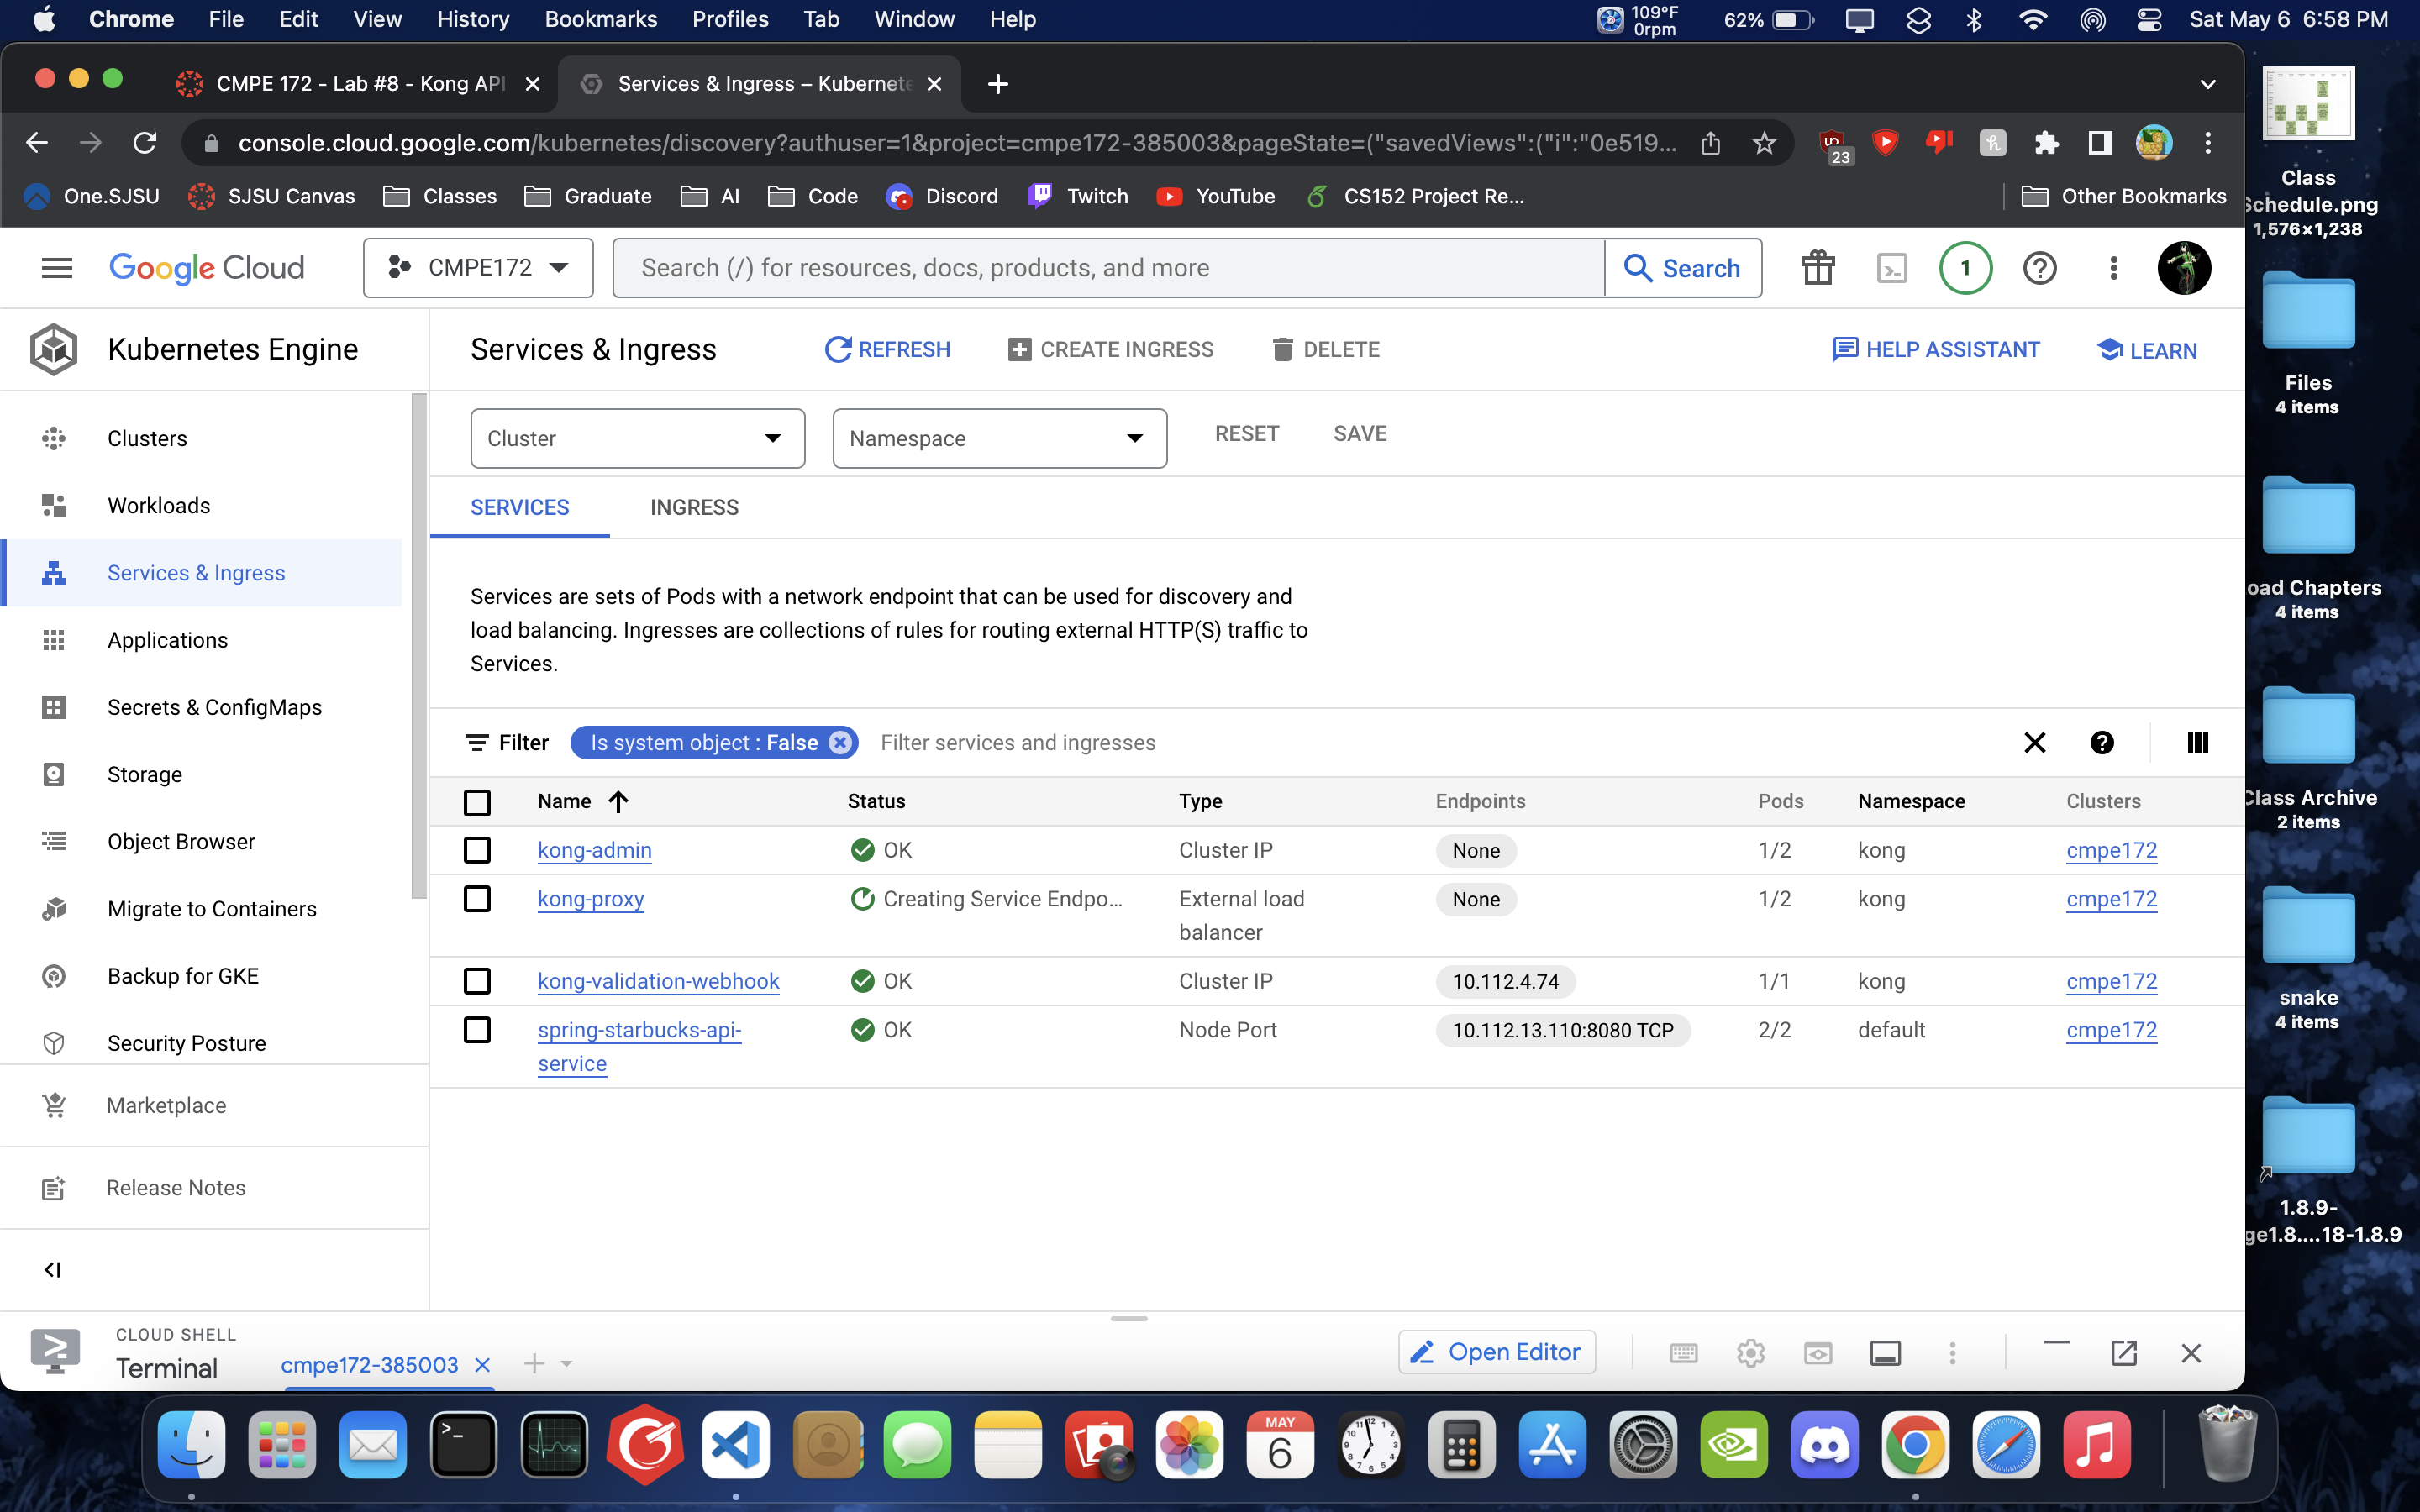 Chrome File Edit View History Bookmarks Profiles Tab Window Help 109°F 0rpm 62% Sat May 6 6:58 PM
CMPE 172 - Lab #8 - Kong API
Services & Ingress – Kubernete
console.cloud.google.com/kubernetes/discovery?authuser=1&project=cmpe172-385003&pageState=("savedViews":("i":"0e519... 23
One.SJSU SJSU Canvas Classes Graduate AI Code Discord Twitch YouTube CS152 Project Re... Other Bookmarks
Google Cloud CMPE172 Search (/) for resources, docs, products, and more Search 1
Kubernetes Engine
Services & Ingress REFRESH CREATE INGRESS DELETE HELP ASSISTANT LEARN
Clusters
Workloads
Services & Ingress
Applications
Secrets & ConfigMaps
Storage
Object Browser
Migrate to Containers
Backup for GKE
Security Posture
Marketplace
Release Notes
Cluster Namespace RESET SAVE
SERVICES INGRESS
Services are sets of Pods with a network endpoint that can be used for discovery and
load balancing. Ingresses are collections of rules for routing external HTTP(S) traffic to
Services.
Filter Is system object : False Filter services and ingresses
Name Status Type Endpoints Pods Namespace Clusters
kong-admin OK Cluster IP None 1/2 kong cmpe172
kong-proxy Creating Service Endpo... External load None 1/2 kong cmpe172
balancer
kong-validation-webhook OK Cluster IP 10.112.4.74 1/1 kong cmpe172
spring-starbucks-api- OK Node Port 10.112.13.110:8080 TCP 2/2 default cmpe172
service
CLOUD SHELL
Terminal cmpe172-385003 Open Editor
Class
Schedule.png
1,576×1,238
Files
4 items
oad Chapters
4 items
Class Archive
2 items
snake
4 items
1.8.9-
ge1.8....18-1.8.9
MAY
6